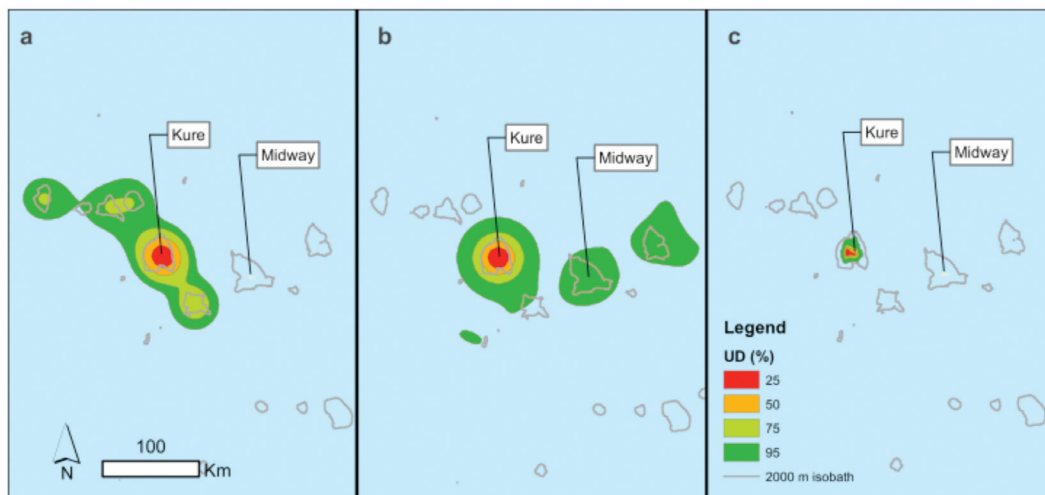 a
Kure
Midway
N
100
Km
b
Kure
Midway
c
Kure
Midway
Legend
UD (%)
25
50
75
95
2000 m isobath